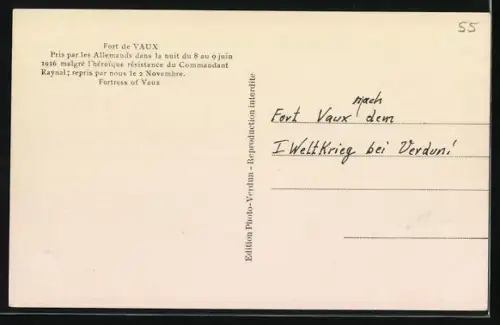 Fort de VAUX
Pris par les Allemands dans la nuit du 8 au 9 juin
1916 malgré l'héroïque résistance du Commandant
Raynal; repris par nous le 2 Novembre.
Fortress of Vaux
Edition Photo-Verdun - Reproduction interdite
55
nach
Fort Vaux dem
I WeltKrieg bei Verdun!